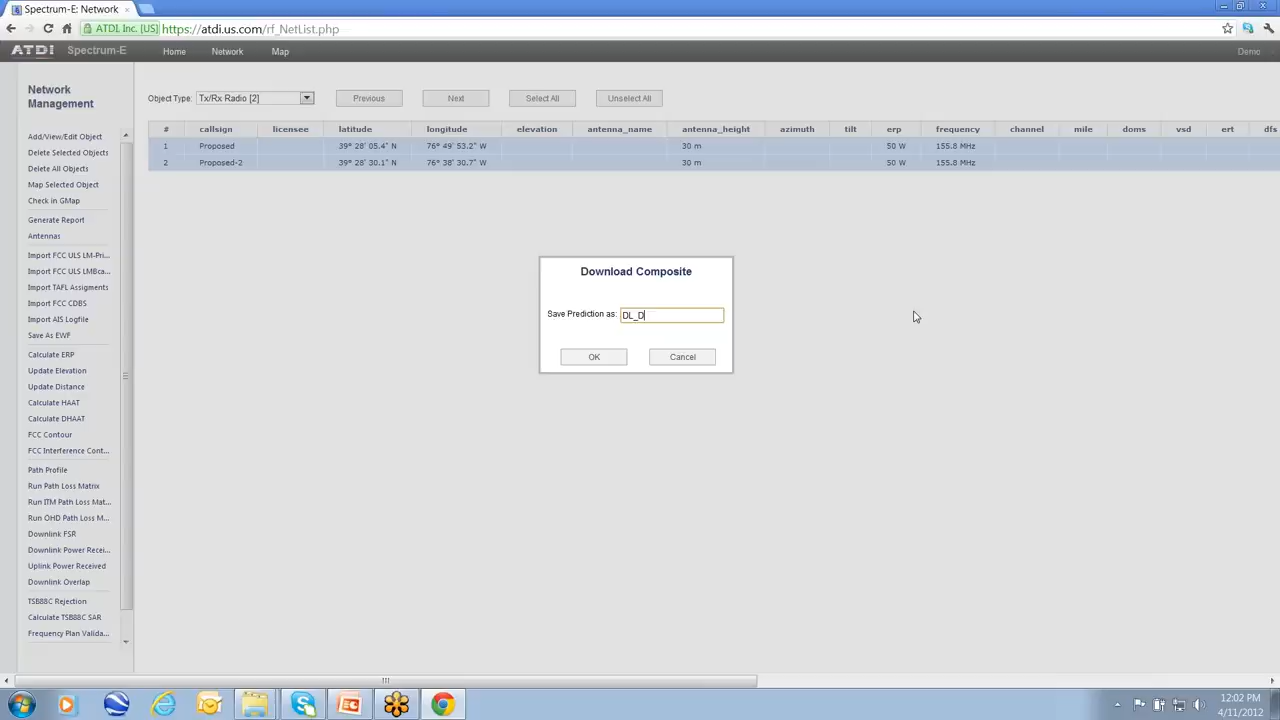 Spectrum-E: Network
ATDI, Inc. [US] https://atdi.us.com/rf_NetList.php
ATDI Spectrum-E Home Network Map Demo
Network
Management
Object Type: Tx/Rx Radio [2] Previous Next Select All Unselect All
# callsign licensee latitude longitude elevation antenna_name antenna_height azimuth tilt erp frequency channel mile doms vsd ert dfs
1 Proposed 39° 28' 05.4" N 76° 49' 53.2" W 30 m 50 W 155.8 MHz
2 Proposed-2 39° 28' 30.1" N 76° 38' 30.7" W 30 m 50 W 155.8 MHz
Add/View/Edit Object
Delete Selected Objects
Delete All Objects
Map Selected Object
Check in GMap
Generate Report
Antennas
Import FCC ULS LM-Pri...
Import FCC ULS LMBca...
Import TAFL Assigments
Import FCC CDBS
Import AIS Logfile
Save As EWF
Calculate ERP
Update Elevation
Update Distance
Calculate HAAT
Calculate DHAAT
FCC Contour
FCC Interference Cont...
Path Profile
Run Path Loss Matrix
Run ITM Path Loss Mat...
Run OHD Path Loss M...
Downlink FSR
Downlink Power Recei...
Uplink Power Received
Downlink Overlap
TSB88C Rejection
Calculate TSB88C SAR
Frequency Plan Valida...
Download Composite
Save Prediction as: DL_D
OK Cancel
12:02 PM
4/11/2012